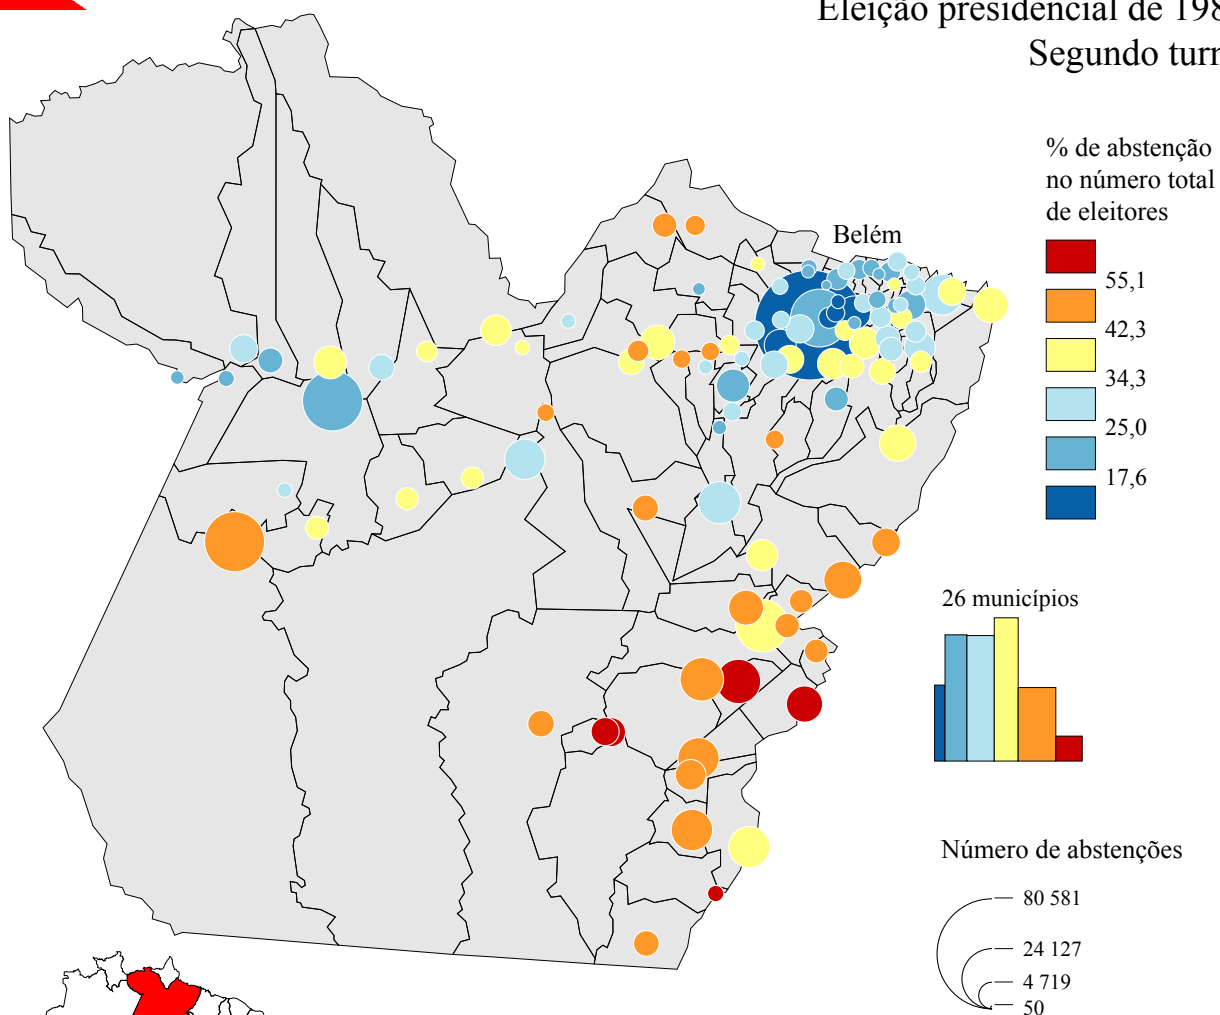 Eleição presidencial de 198
Segundo turn
% de abstenção
no número total
de eleitores
Belém
55,1
42,3
34,3
25,0
17,6
26 municípios
Número de abstenções
80 581
24 127
4 719
50